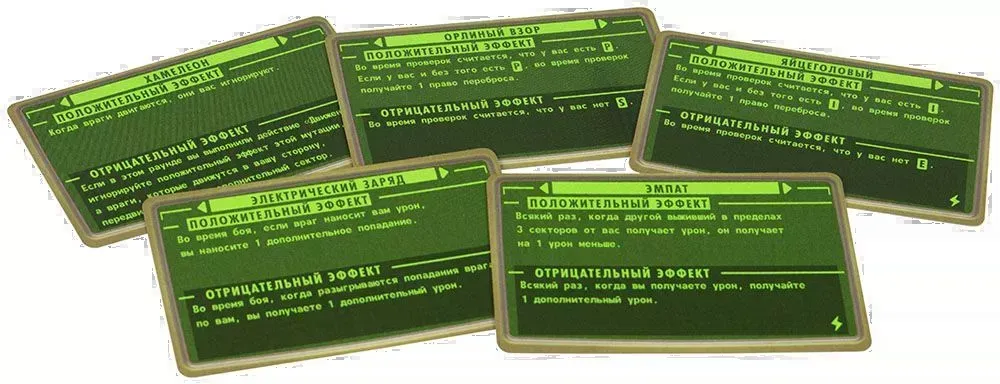 ХАМЕЛЕОН
ПОЛОЖИТЕЛЬНЫЙ ЭФФЕКТ
Когда враги двигаются, они вас игнорируют.
ОТРИЦАТЕЛЬНЫЙ ЭФФЕКТ
Если в этом раунде вы выполнили действие «Движен
игнорируйте положительный эффект этой мутации,
а враги, которые движутся в вашу сторону,
передви дополнительный сектор.
ОРЛИНЫЙ ВЗОР
ПОЛОЖИТЕЛЬНЫЙ ЭФФЕКТ
Во время проверок считается, что у вас есть P.
Если у вас и без того есть P, во время проверок
получайте 1 право переброса.
ОТРИЦАТЕЛЬНЫЙ ЭФФЕКТ
Во время проверок считается, что у вас нет S.
ЯЙЦЕГОЛОВЫЙ
ПОЛОЖИТЕЛЬНЫЙ ЭФФЕКТ
Во время проверок считается, что у вас есть I.
Если у вас и без того есть I, во время проверок
получайте 1 право переброса.
ОТРИЦАТЕЛЬНЫЙ ЭФФЕКТ
Во время проверок считается, что у вас нет E.
ЭЛЕКТРИЧЕСКИЙ ЗАРЯД
ПОЛОЖИТЕЛЬНЫЙ ЭФФЕКТ
Во время боя, если враг наносит вам урон,
вы наносите 1 дополнительное попадание.
ОТРИЦАТЕЛЬНЫЙ ЭФФЕКТ
Во время боя, когда разыгрываются попадания врага
по вам, вы получаете 1 дополнительный урон.
ЭМПАТ
ПОЛОЖИТЕЛЬНЫЙ ЭФФЕКТ
Всякий раз, когда другой выживший в пределах
3 секторов от вас получает урон, он получает
на 1 урон меньше.
ОТРИЦАТЕЛЬНЫЙ ЭФФЕКТ
Всякий раз, когда вы получаете урон, получайте
1 дополнительный урон.